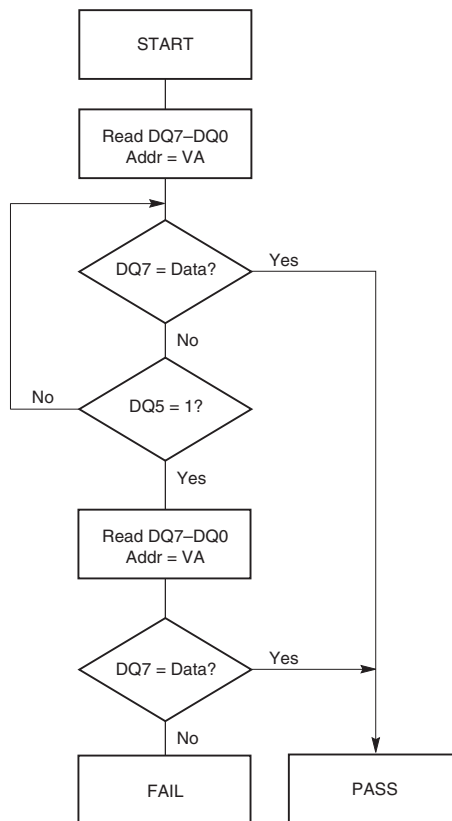 START
Read DQ7–DQ0
Addr = VA
DQ7 = Data?
Yes
No
No
DQ5 = 1?
Yes
Read DQ7–DQ0
Addr = VA
DQ7 = Data?
Yes
No
FAIL
PASS